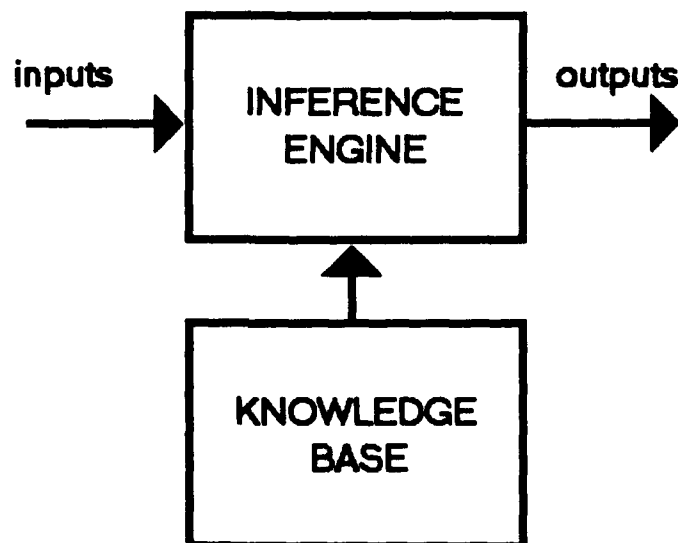 inputs
outputs
INFERENCE
ENGINE
KNOWLEDGE
BASE